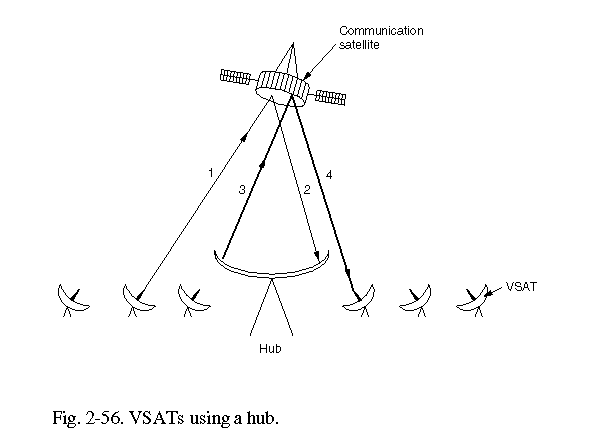 Communication
satellite
1
3
2
4
VSAT
Hub
Fig. 2-56. VSATs using a hub.